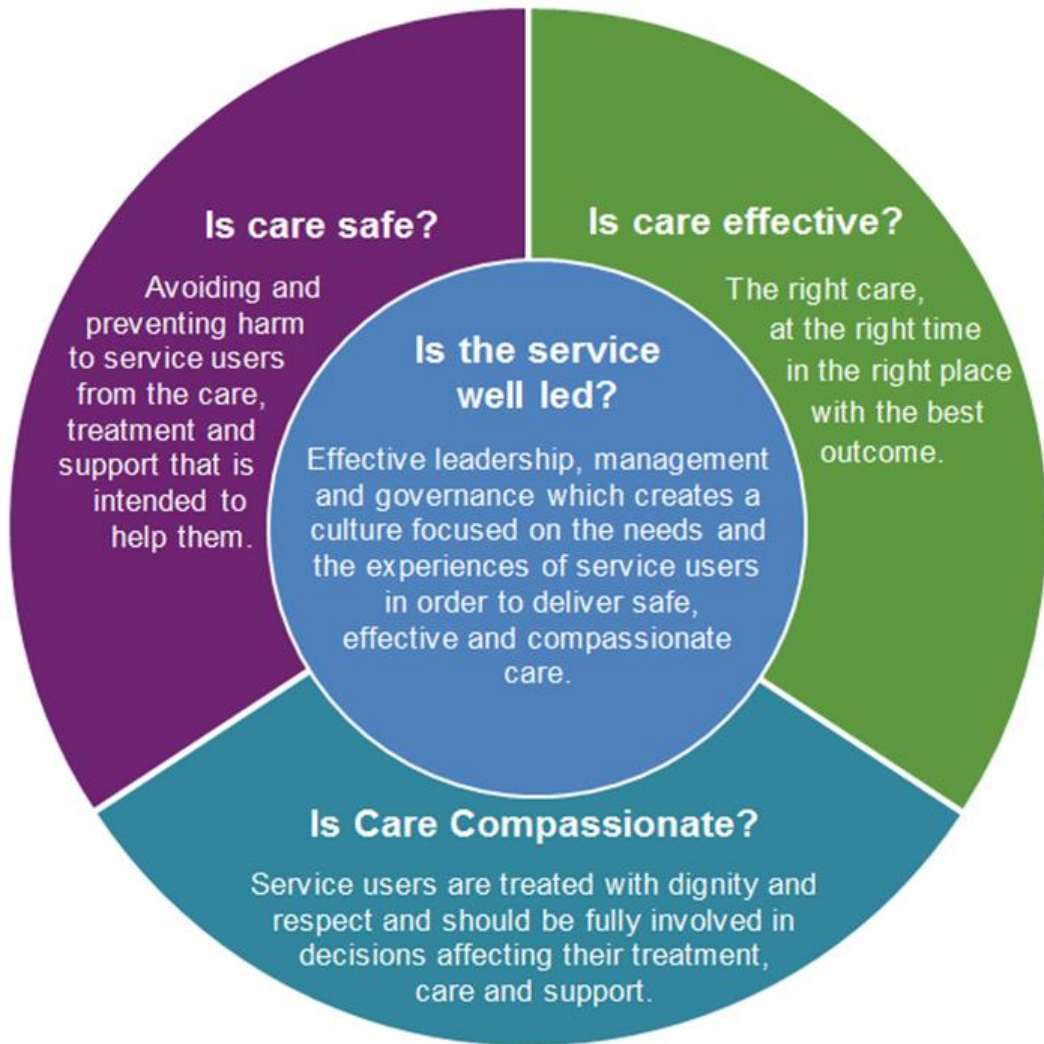 Is care safe?
Avoiding and
preventing harm
to service users
from the care,
treatment and
support that is
intended to
help them.
Is care effective?
The right care,
at the right time
in the right place
with the best
outcome.
Is the service
well led?
Effective leadership, management
and governance which creates a
culture focused on the needs and
the experiences of service users
in order to deliver safe,
effective and compassionate
care.
Is Care Compassionate?
Service users are treated with dignity and
respect and should be fully involved in
decisions affecting their treatment,
care and support.